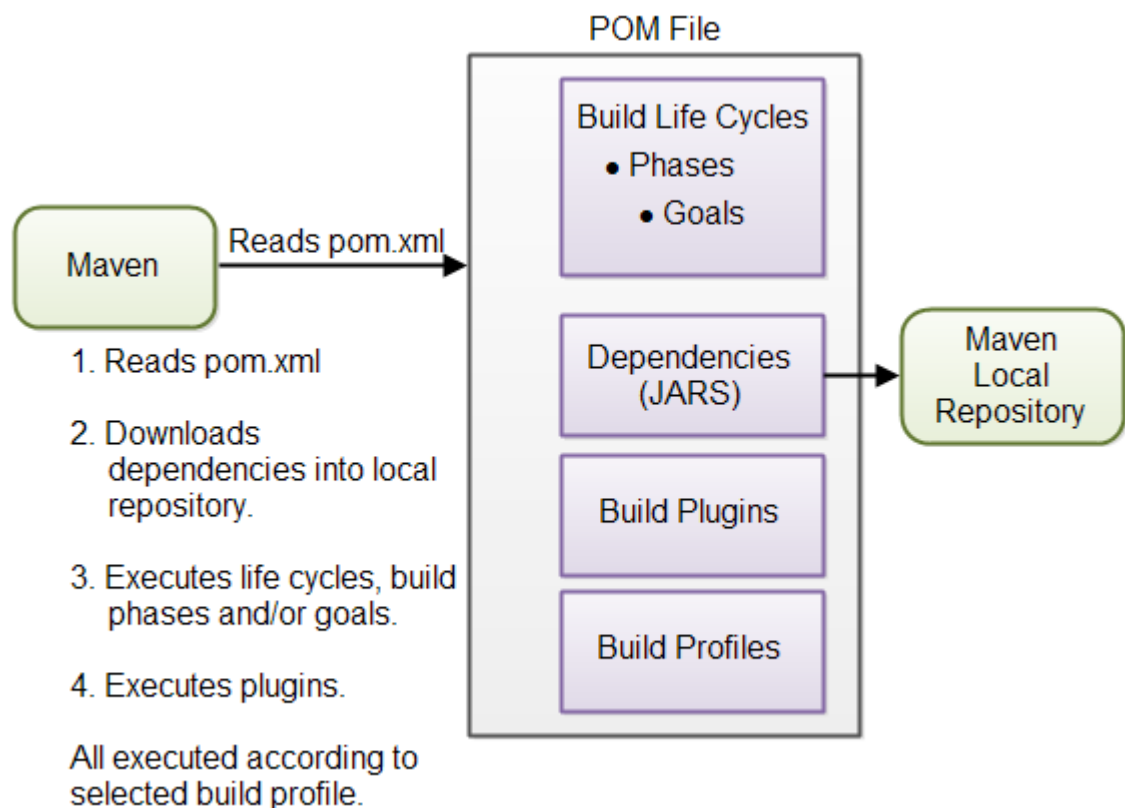 POM File
Build Life Cycles
• Phases
• Goals
Maven
Reads pom.xml
Dependencies
(JARS)
Maven
Local
Repository
Build Plugins
Build Profiles
1. Reads pom.xml
2. Downloads
dependencies into local
repository.
3. Executes life cycles, build
phases and/or goals.
4. Executes plugins.
All executed according to
selected build profile.